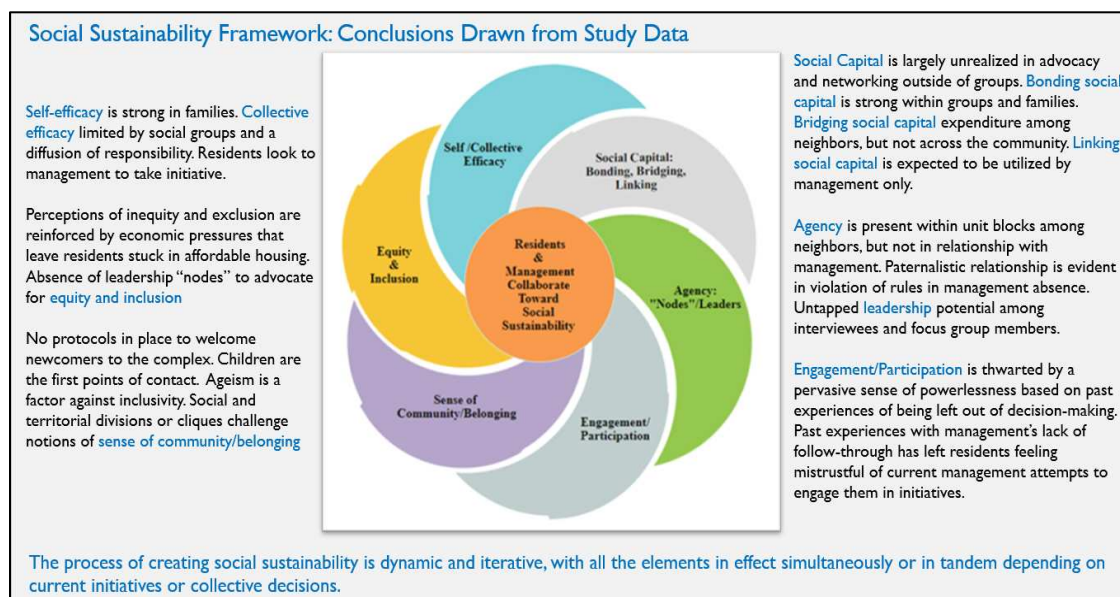 Social Sustainability Framework: Conclusions Drawn from Study Data
Self-efficacy is strong in families. Collective
efficacy limited by social groups and a
diffusion of responsibility. Residents look to
management to take initiative.
Perceptions of inequity and exclusion are
reinforced by economic pressures that
leave residents stuck in affordable housing.
Absence of leadership “nodes” to advocate
for equity and inclusion
No protocols in place to welcome
newcomers to the complex. Children are
the first points of contact. Ageism is a
factor against inclusivity. Social and
territorial divisions or cliques challenge
notions of sense of community/belonging
Self /Collective
Efficacy
Social Capital:
Bonding, Bridging,
Linking
Equity
&
Inclusion
Residents
&
Management
Collaborate
Toward
Social
Sustainability
Agency:
"Nodes"/Leaders
Sense of
Community/Belonging
Engagement/
Participation
Social Capital is largely unrealized in advocacy
and networking outside of groups. Bonding social
capital is strong within groups and families.
Bridging social capital expenditure among
neighbors, but not across the community. Linking
social capital is expected to be utilized by
management only.
Agency is present within unit blocks among
neighbors, but not in relationship with
management. Paternalistic relationship is evident
in violation of rules in management absence.
Untapped leadership potential among
interviewees and focus group members.
Engagement/Participation is thwarted by a
pervasive sense of powerlessness based on past
experiences of being left out of decision-making.
Past experiences with management’s lack of
follow-through has left residents feeling
mistrustful of current management attempts to
engage them in initiatives.
The process of creating social sustainability is dynamic and iterative, with all the elements in effect simultaneously or in tandem depending on
current initiatives or collective decisions.